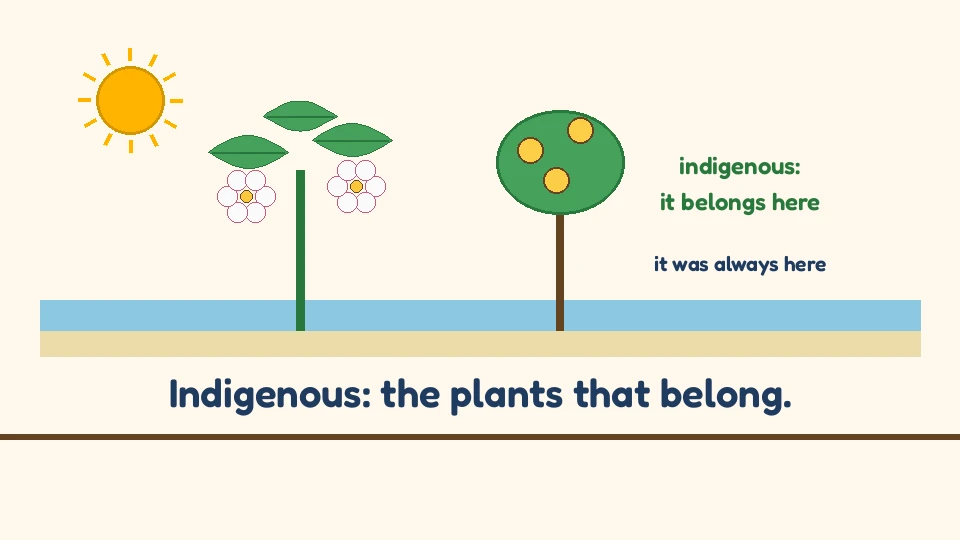 indigenous:
it belongs here
it was always here
Indigenous: the plants that belong.